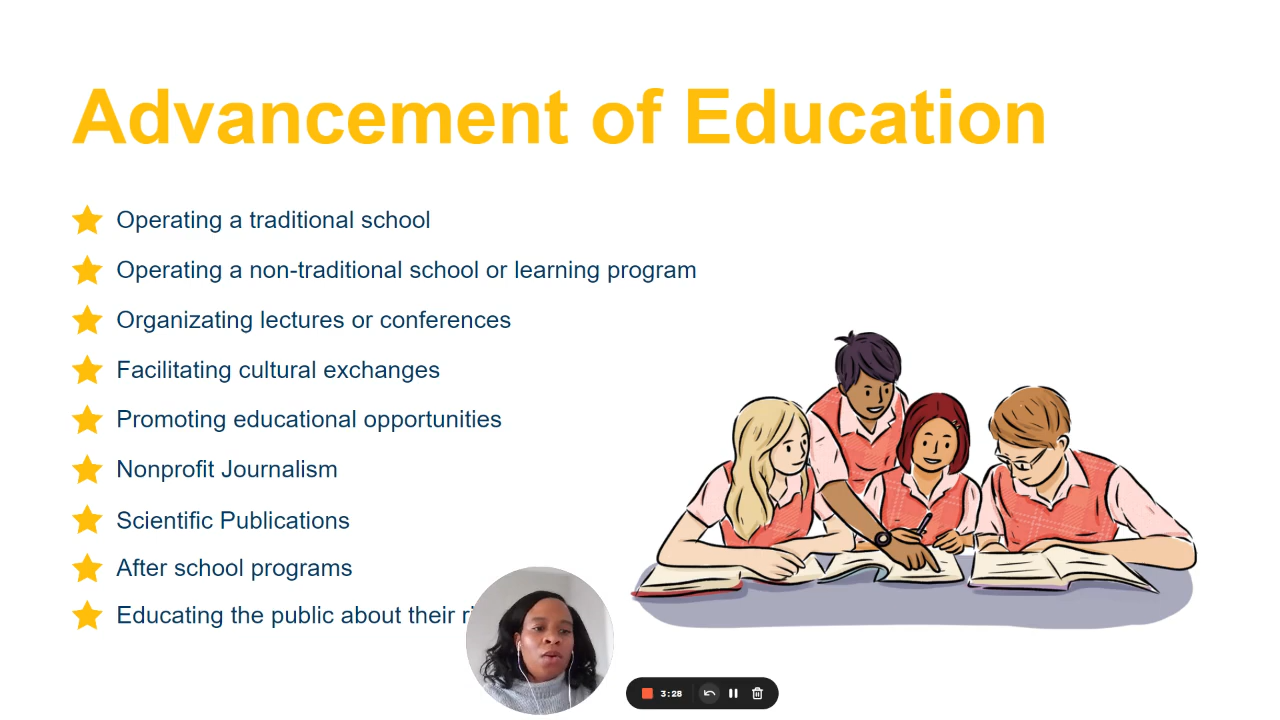 Advancement of Education
Operating a traditional school
Operating a non-traditional school or learning program
Organizating lectures or conferences
Facilitating cultural exchanges
Promoting educational opportunities
Nonprofit Journalism
Scientific Publications
After school programs
Educating the public about their
3:28